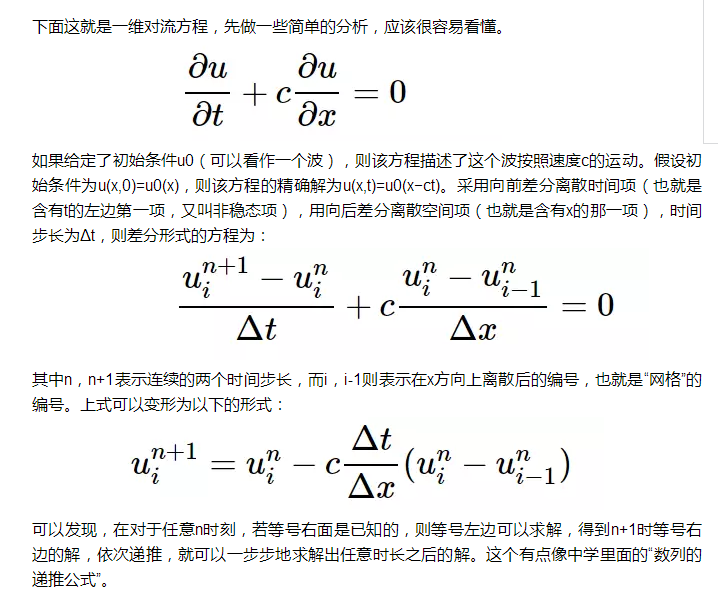 下面这就是一维对流方程，先做一些简单的分析，应该很容易看懂。
∂u/∂t + c ∂u/∂x = 0
如果给定了初始条件u0（可以看作一个波），则该方程描述了这个波按照速度c的运动。假设初
始条件为u(x,0)=u0(x)，则该方程的精确解为u(x,t)=u0(x−ct)。采用向前差分离散时间项（也就是
含有t的左边第一项，又叫非稳态项），用向后差分离散空间项（也就是含有x的那一项），时间
步长为Δt，则差分形式的方程为：
(u_i^{n+1} − u_i^n)/Δt + c (u_i^n − u_{i−1}^n)/Δx = 0
其中n，n+1表示连续的两个时间步长，而i，i-1则表示在x方向上离散后的编号，也就是“网格”的
编号。上式可以变形为以下的形式：
u_i^{n+1} = u_i^n − c Δt/Δx (u_i^n − u_{i−1}^n)
可以发现，在对于任意n时刻，若等号右面是已知的，则等号左边可以求解，得到n+1时等号右
边的解，依次递推，就可以一步步地求解出任意时长之后的解。这个有点像中学里面的“数列的
递推公式”。